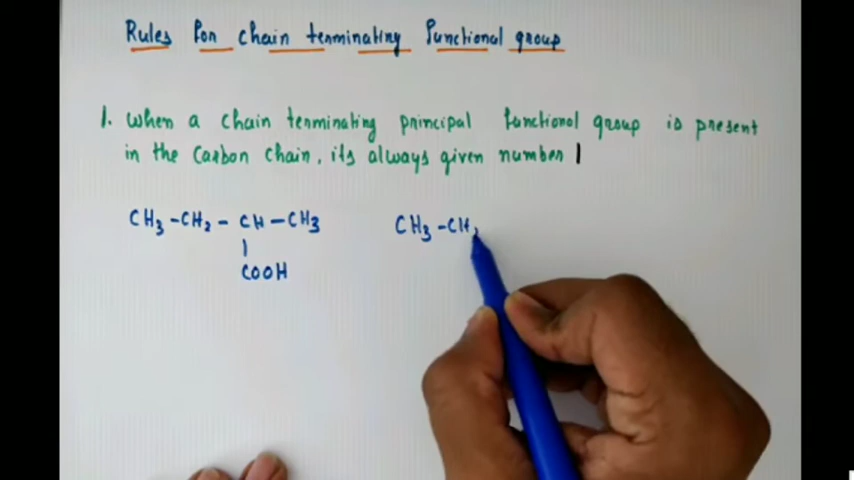 Rules for chain terminating functional group
1. When a chain terminating principal functional group is present
in the carbon chain, its always given number 1
CH₃-CH₂-CH-CH₃ CH₃-CH₂
|
COOH